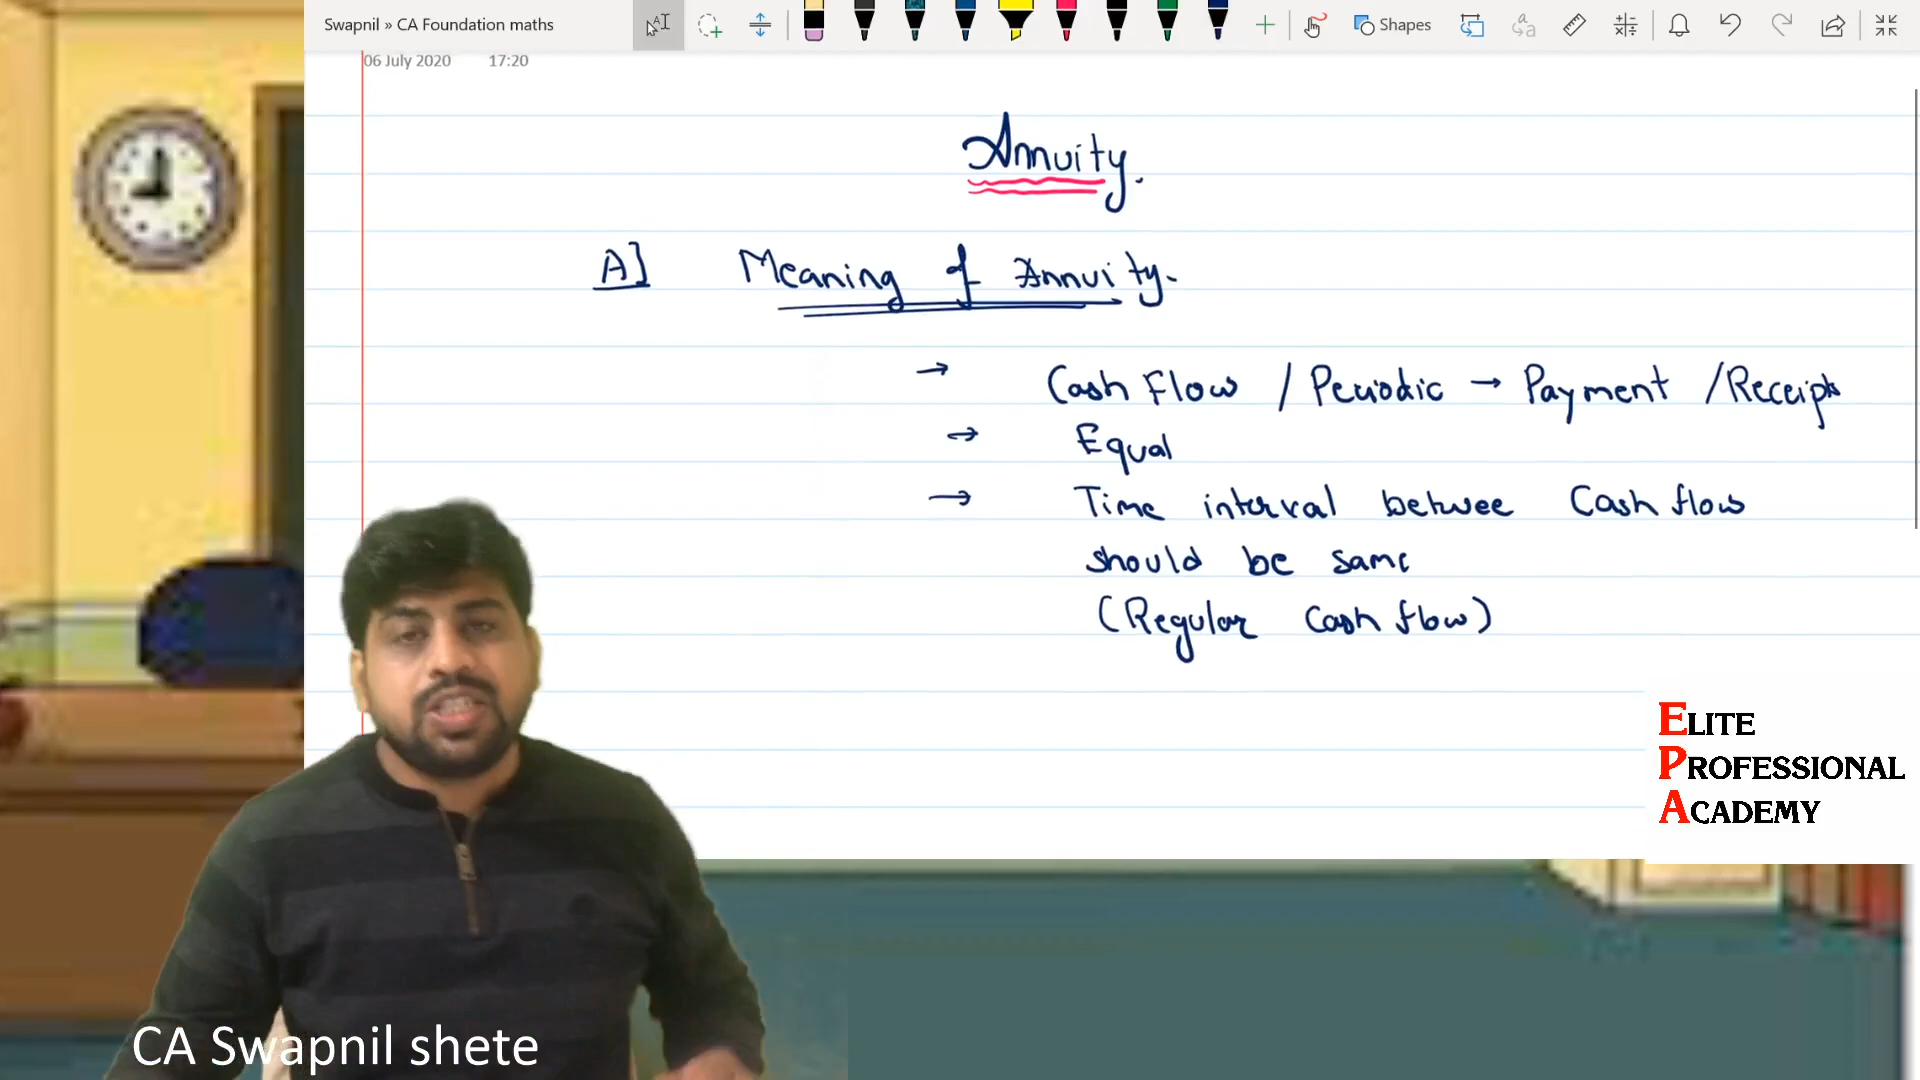 Swapnil » CA Foundation maths
Shapes
06 July 2020 17:20
Annuity.
A] Meaning of Annuity.
→ Cash Flow / Periodic → Payment / Receipts
→ Equal
→ Time interval betwee Cash flow
should be same
(Regular Cash flow)
ELITE
PROFESSIONAL
ACADEMY
CA Swapnil shete